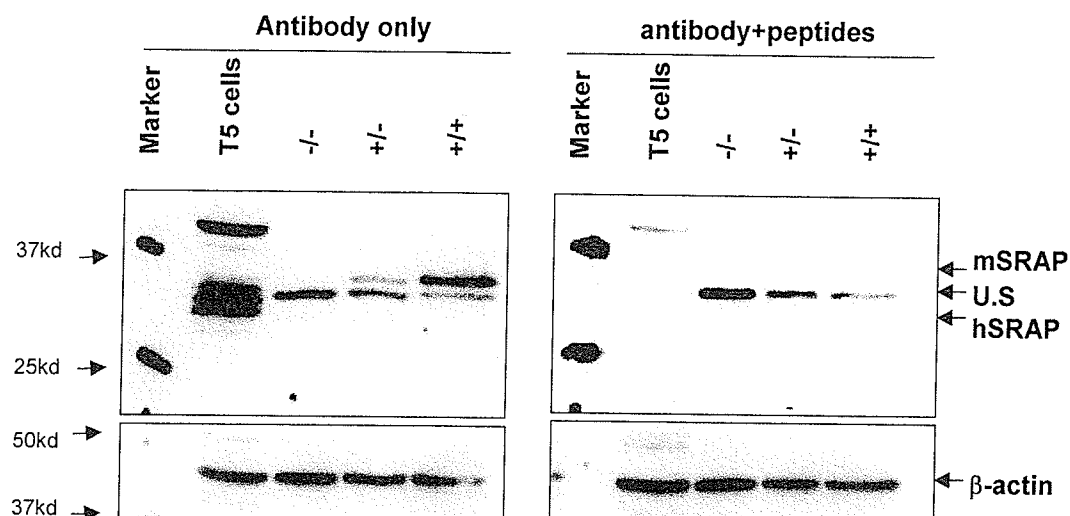 Antibody only
antibody+peptides
Marker
T5 cells
-/-
+/-
+/+
Marker
T5 cells
-/-
+/-
+/+
37kd
25kd
50kd
37kd
mSRAP
U.S
hSRAP
β-actin